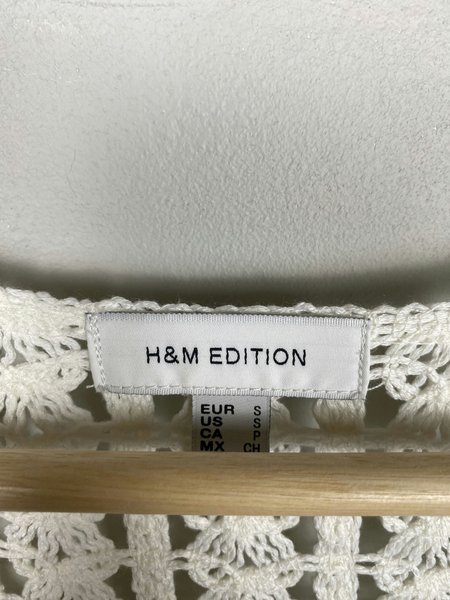 H&M EDITION
EUR S
US S
CA P
MX CH